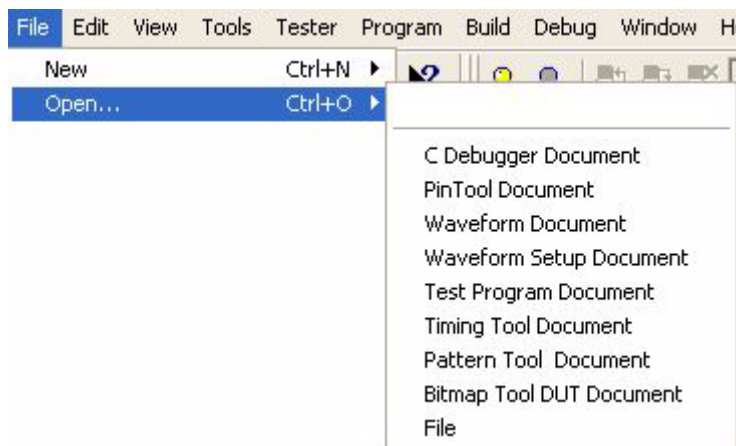 File Edit View Tools Tester Program Build Debug Window
New Ctrl+N
Open... Ctrl+O
C Debugger Document
PinTool Document
Waveform Document
Waveform Setup Document
Test Program Document
Timing Tool Document
Pattern Tool Document
Bitmap Tool DUT Document
File